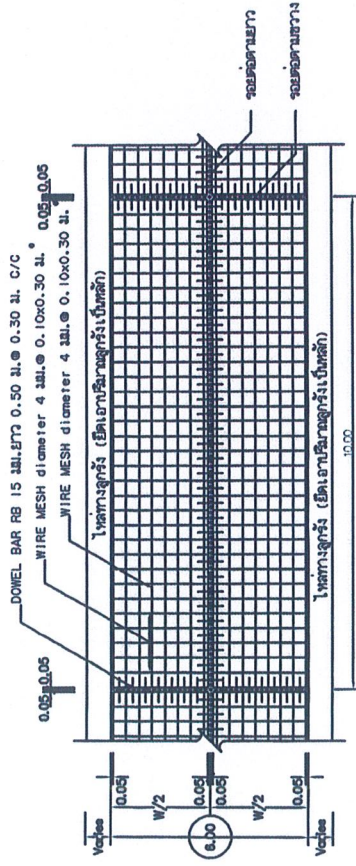 DOWEL BAR RB 15 มม.ยาว 0.50 ม.@ 0.30 ม. C/C
WIRE MESH diameter 4 มม.@ 0.10x0.30 ม.
WIRE MESH diameter 4 มม.@ 0.10x0.30 ม.
0.05 0.05
0.05 0.05
ไหล่ทางลูกรัง (ยึดเอาปริมาณลูกรังเป็นหลัก)
รอยต่อตามยาว
รอยต่อตามขวาง
ไหล่ทางลูกรัง (ยึดเอาปริมาณลูกรังเป็นหลัก)
10.00
Varies
0.05
W/2
0.05
6.00
0.05
W/2
0.05
Varies